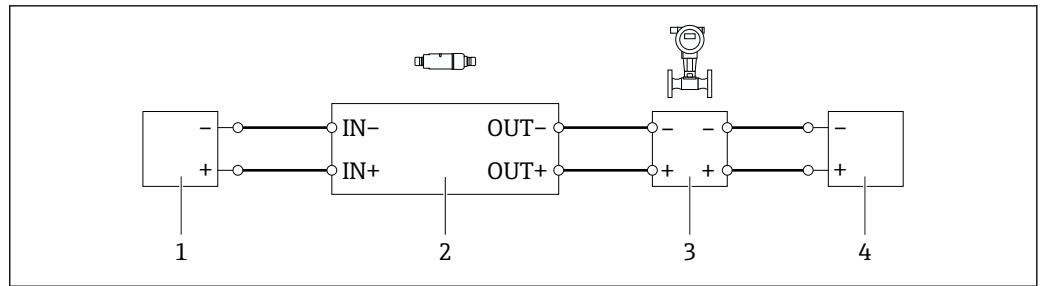 − IN− OUT− − − −
+ IN+ OUT+ + + +
1 2 3 4